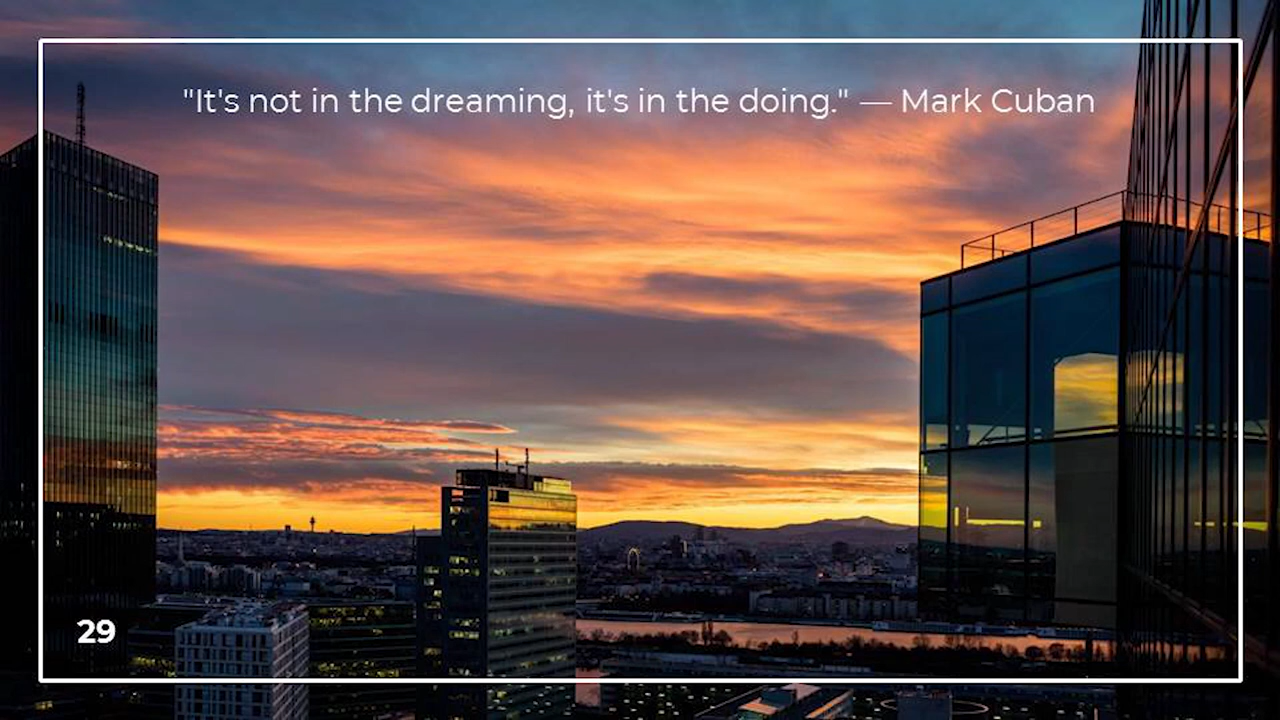 "It's not in the dreaming, it's in the doing." — Mark Cuban
29